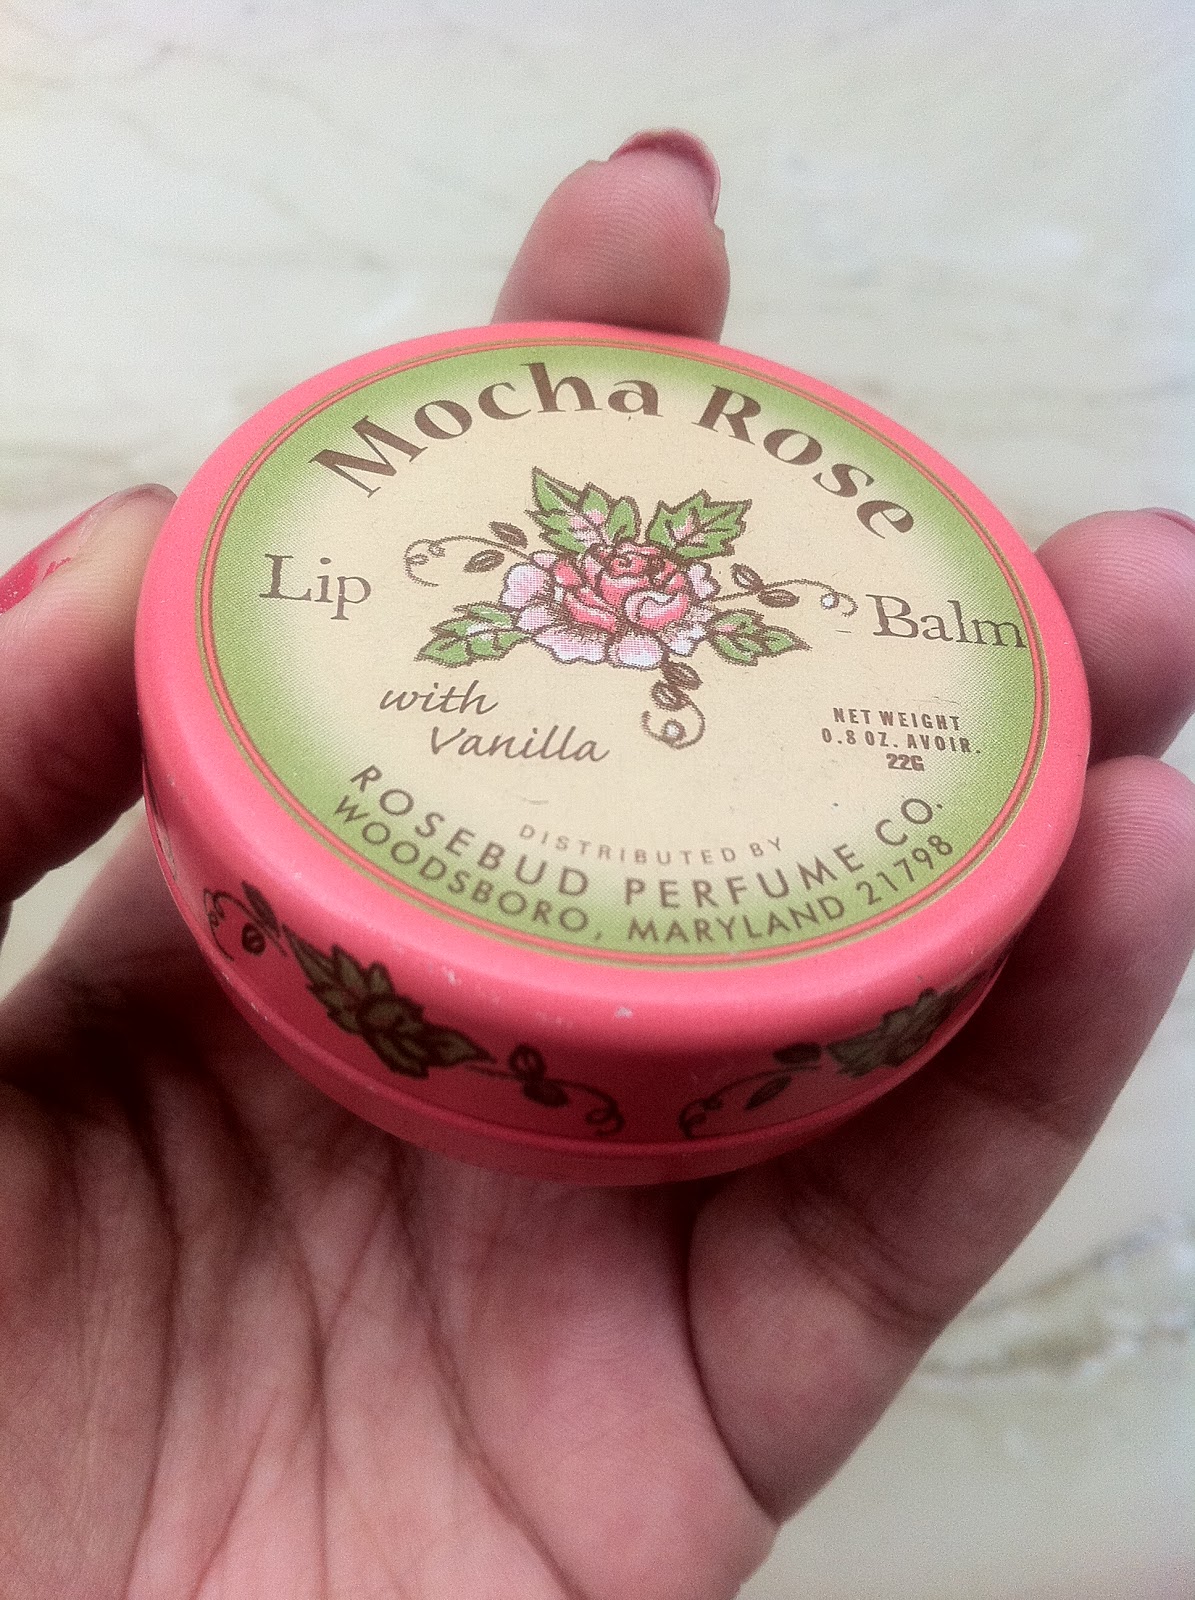 Mocha Rose
Lip Balm
with
Vanilla
NET WEIGHT
0.8 OZ. AVOIR.
22G
DISTRIBUTED BY
ROSEBUD PERFUME CO.
WOODSBORO, MARYLAND 21798